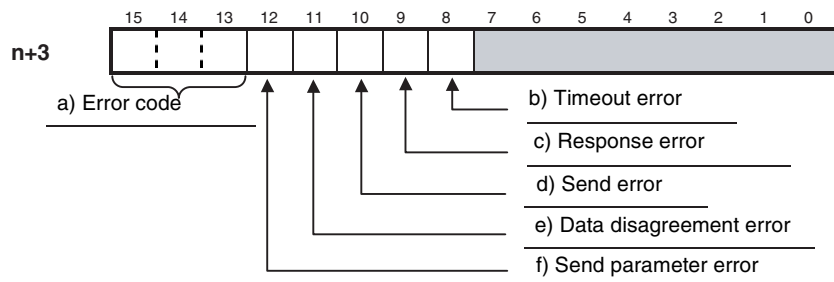 15 14 13 12 11 10 9 8 7 6 5 4 3 2 1 0
n+3
a) Error code
b) Timeout error
c) Response error
d) Send error
e) Data disagreement error
f) Send parameter error